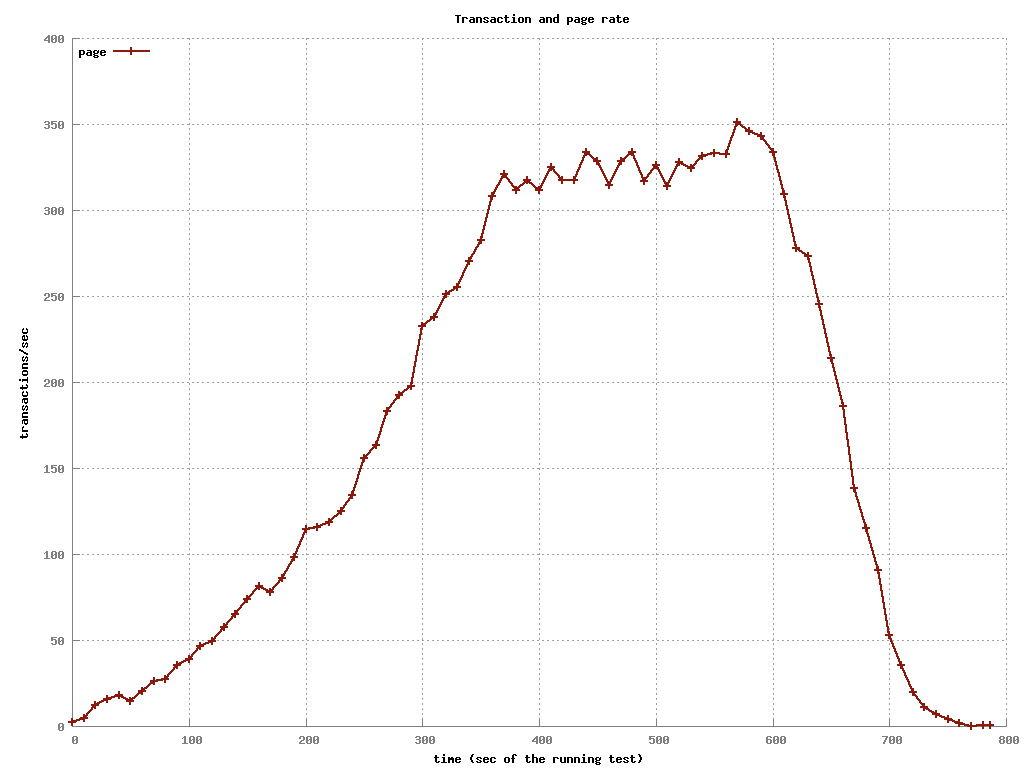 Transaction and page rate
400
page
350
300
250
200
150
100
50
0
transactions/sec
0 100 200 300 400 500 600 700 800
time (sec of the running test)